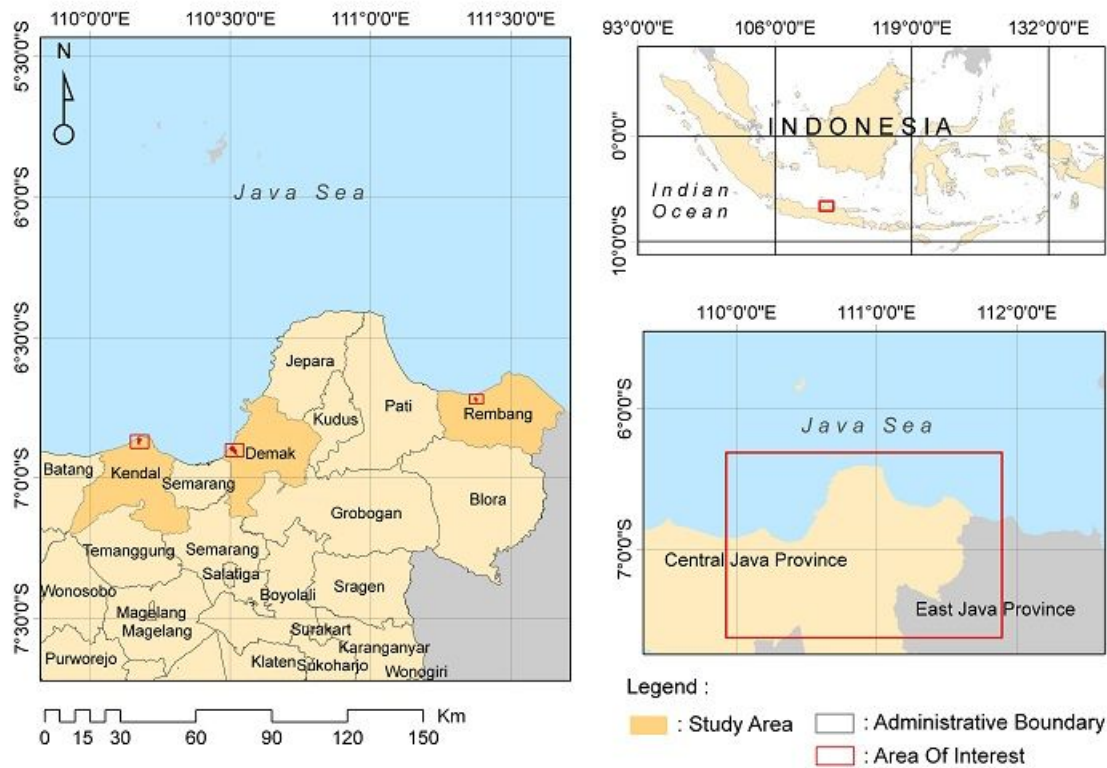 110°0'0"E 110°30'0"E 111°0'0"E 111°30'0"E
5°30'0"S
N
Java Sea
6°0'0"S
6°30'0"S
Jepara
Kudus
Pati
Rembang
Demak
Batang
Kendal
Semarang
7°0'0"S
Blora
Grobogan
Temanggung
Semarang
Salatiga
Wonosobo
Boyolali
Sragen
Magelang
Magelang
7°30'0"S
Surakart
Karanganyar
Purworejo
Klaten
Sukoharjo
Wonogiri
Km
0 15 30 60 90 120 150
93°0'0"E 106°0'0"E 119°0'0"E 132°0'0"E
INDONESIA
0°0'0"
Indian
Ocean
10°0'0"S
110°0'0"E 111°0'0"E 112°0'0"E
6°0'0"S
Java Sea
7°0'0"S
Central Java Province
East Java Province
Legend :
: Study Area
: Administrative Boundary
: Area Of Interest